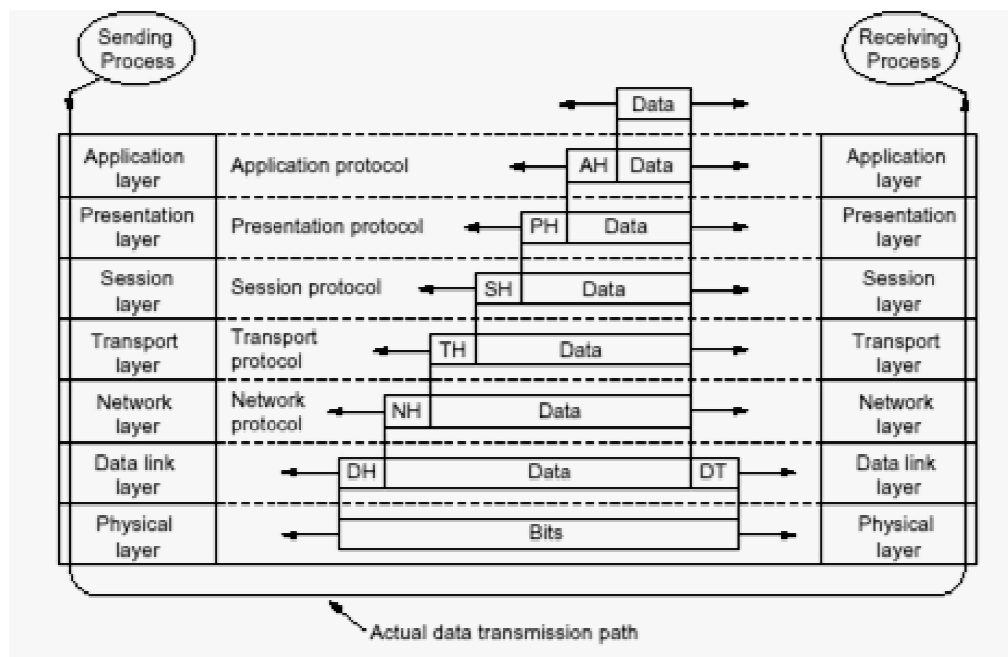 Sending
Process
Receiving
Process
Data
Application
layer
Application protocol
AH
Data
Application
layer
Presentation
layer
Presentation protocol
PH
Data
Presentation
layer
Session
layer
Session protocol
SH
Data
Session
layer
Transport
layer
Transport
protocol
TH
Data
Transport
layer
Network
layer
Network
protocol
NH
Data
Network
layer
Data link
layer
DH
Data
DT
Data link
layer
Physical
layer
Bits
Physical
layer
Actual data transmission path